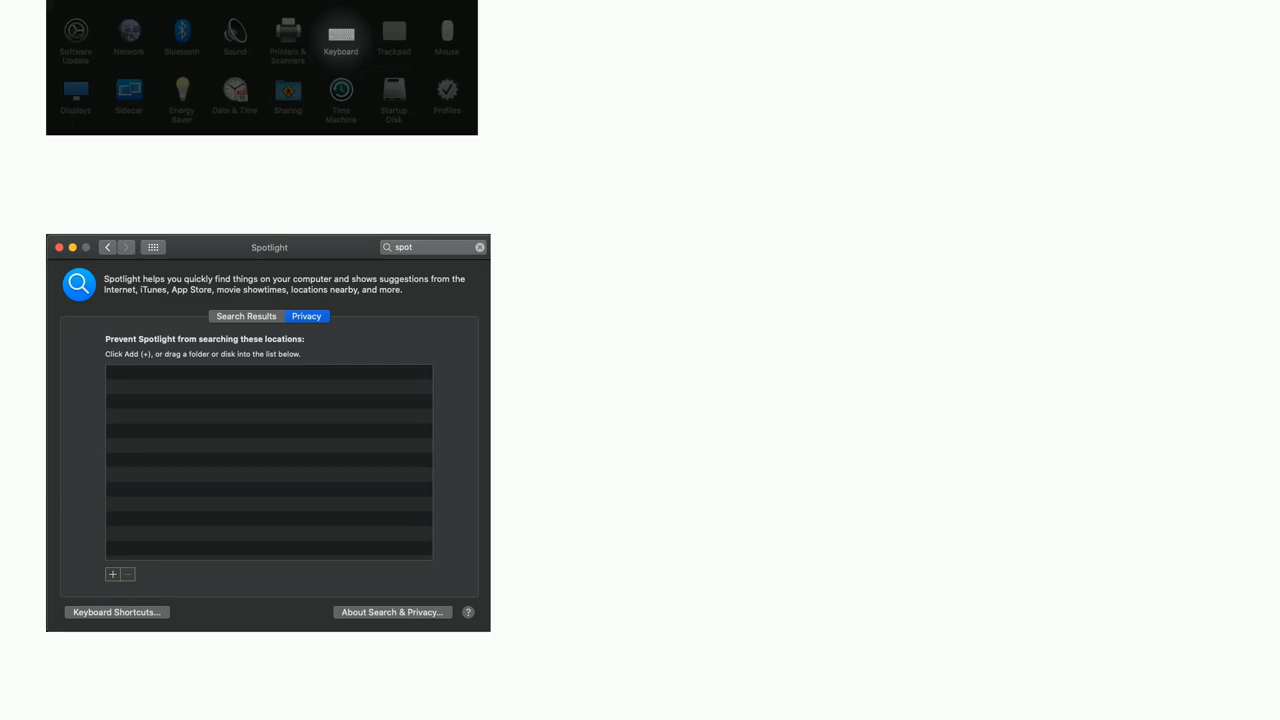 Software Update
Network
Bluetooth
Sound
Printers & Scanners
Keyboard
Trackpad
Mouse
Displays
Sidecar
Energy Saver
Date & Time
Sharing
Time Machine
Startup Disk
Profiles
Spotlight
spot
Spotlight helps you quickly find things on your computer and shows suggestions from the
Internet, iTunes, App Store, movie showtimes, locations nearby, and more.
Search Results
Privacy
Prevent Spotlight from searching these locations:
Click Add (+), or drag a folder or disk into the list below.
Keyboard Shortcuts...
About Search & Privacy...
?